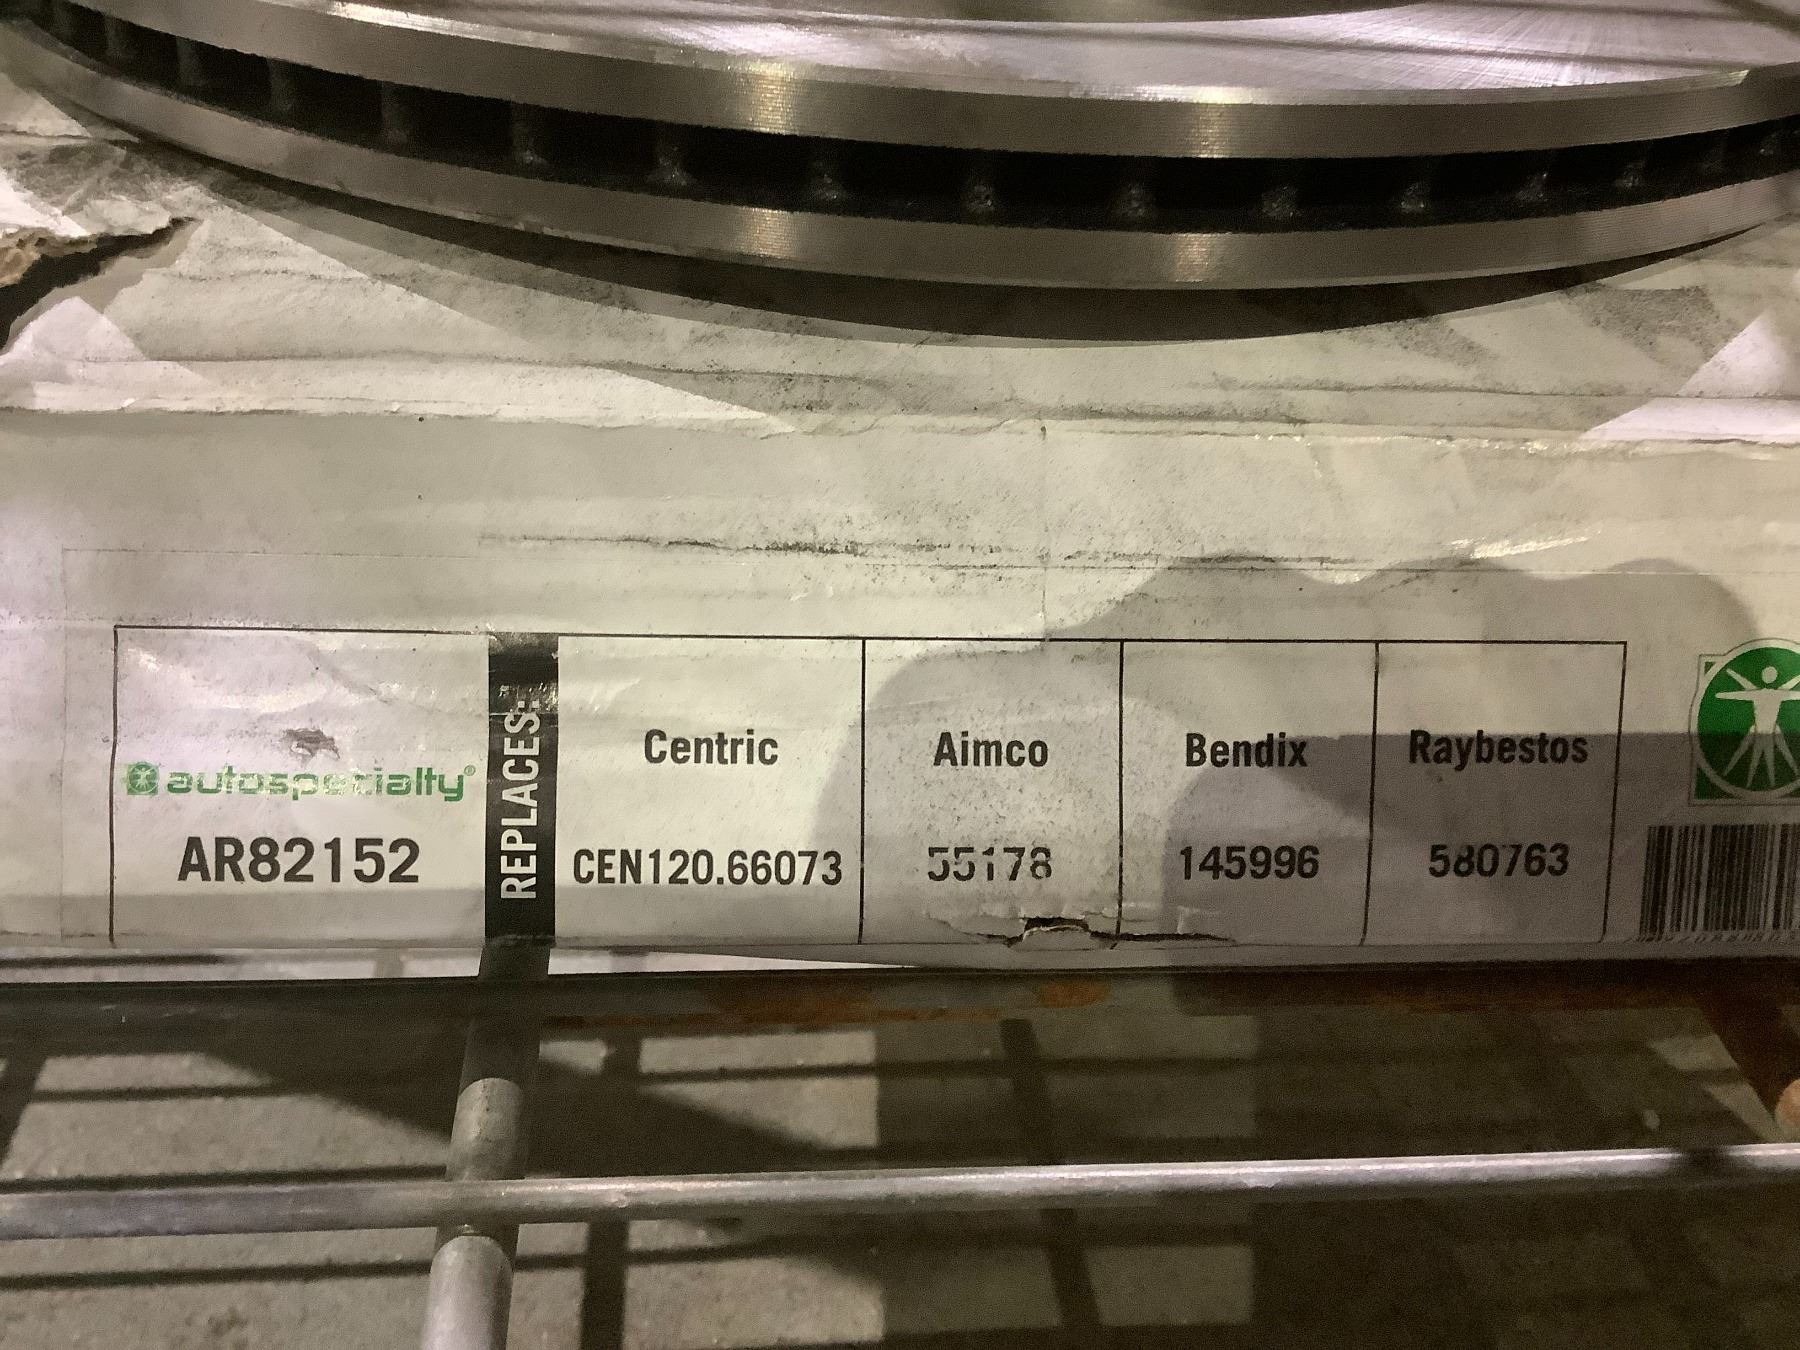 autospecialty®
AR82152
REPLACES:
Centric
CEN120.66073
Aimco
55178
Bendix
145996
Raybestos
580763